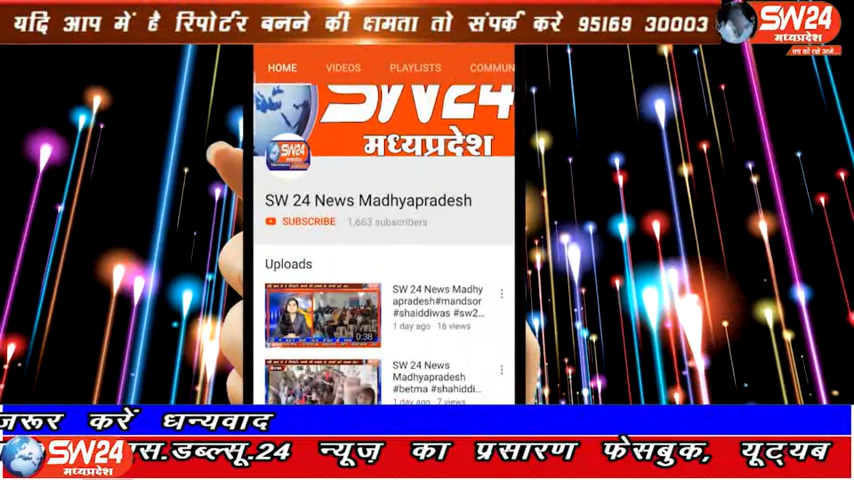 यदि आप में है रिपोर्टर बनने की क्षमता तो संपर्क करे 95169 30003
SW24
मध्यप्रदेश
HOME VIDEOS PLAYLISTS COMMUN
SW24
मध्यप्रदेश
SW24
SW 24 News Madhyapradesh
SUBSCRIBE 1,663 subscribers
Uploads
SW 24 News Madhy
apradesh#mandsor
#shaiddiwas #sw2...
1 day ago · 16 views
0:38
SW 24 News
Madhyapradesh
#betma #shahiddi...
1 day ago · 7 views
ज़रूर करें धन्यवाद
SW24
मध्यप्रदेश
एस.डब्ल्सू.24 न्यूज़ का प्रसारण फेसबुक, यूट्यब